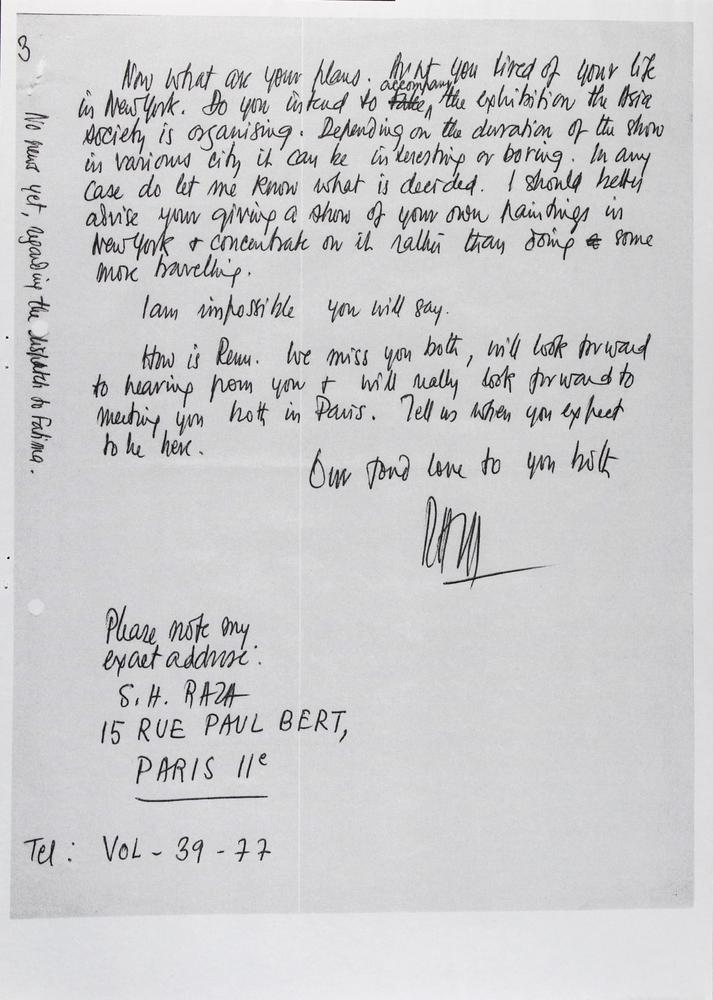 3
Now what are your plans. Arn't you tired of your life
in New York. Do you intend to take accompany the exhibition the Asia
Society is organising. Depending on the duration of the show
in various city it can be interesting or boring. In any
case do let me know what is decided. I should better
advise your giving a show of your own paintings in
New York & concentrate on it rather than doing a some
more travelling.
I am impossible you will say.
How is Renu. We miss you both, will look forward
to hearing from you & will really look forward to
meeting you both in Paris. Tell us when you expect
to be here.
Our fond love to you both
RAZA
Please note my
exact address:
S. H. RAZA
15 RUE PAUL BERT,
PARIS 11e
Tel: VOL - 39 - 77
No news yet, regarding the dispatch to Fatima.